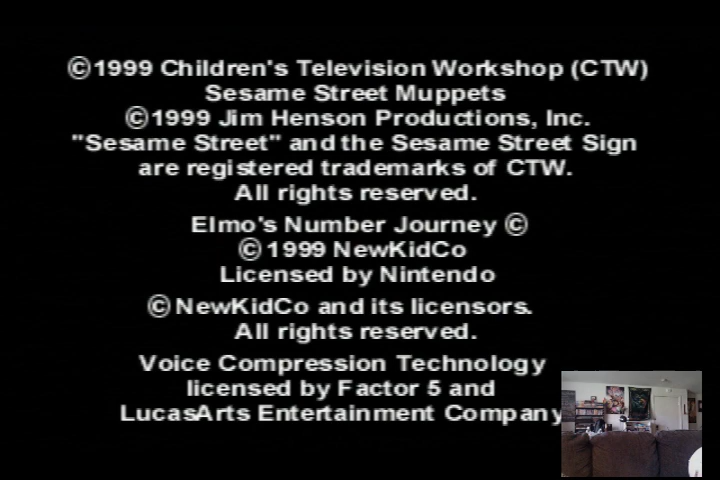 ©1999 Children's Television Workshop (CTW)
Sesame Street Muppets
©1999 Jim Henson Productions, Inc.
"Sesame Street" and the Sesame Street Sign
are registered trademarks of CTW.
All rights reserved.
Elmo's Number Journey ©
© 1999 NewKidCo
Licensed by Nintendo
© NewKidCo and its licensors.
All rights reserved.
Voice Compression Technology
licensed by Factor 5 and
LucasArts Entertainment Company